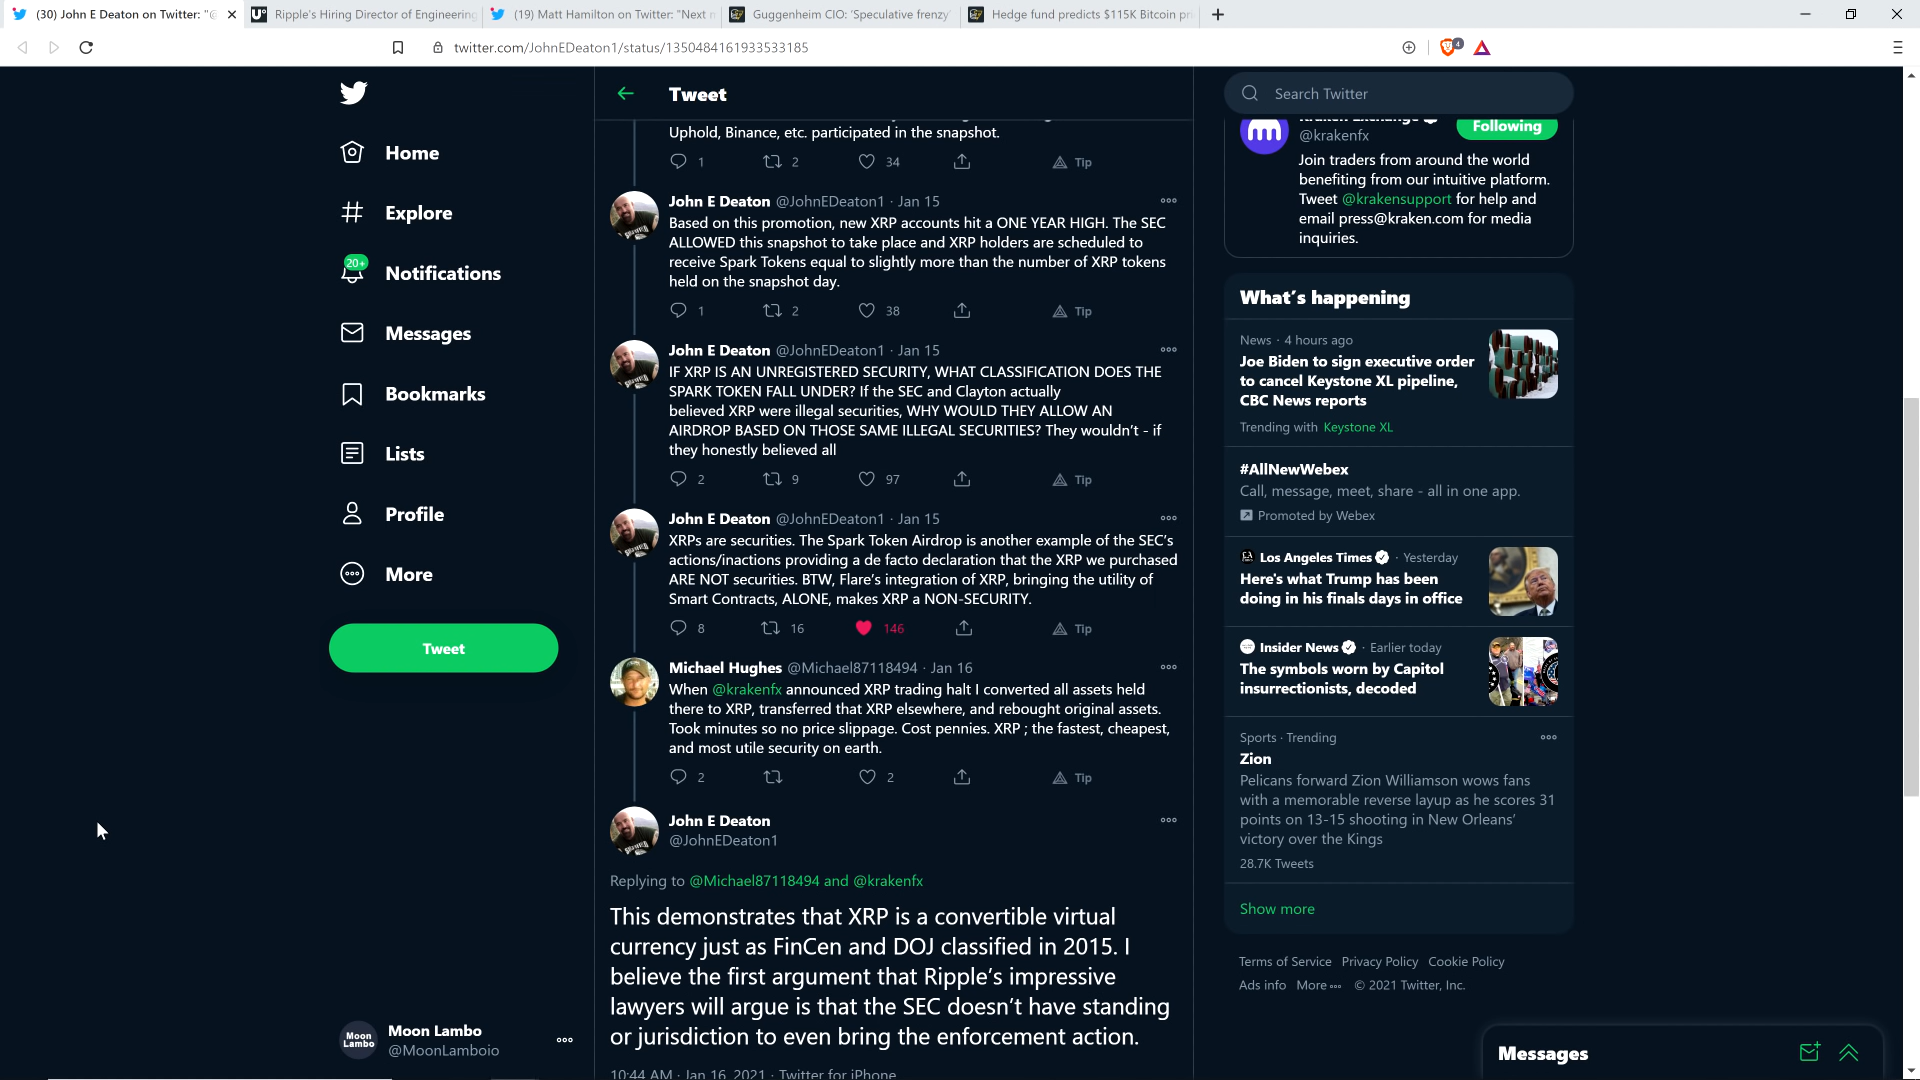 (30) John E Deaton on Twitter: "@
Ripple's Hiring Director of Engineering
(19) Matt Hamilton on Twitter: "Next
Guggenheim CIO: 'Speculative frenzy'
Hedge fund predicts $115K Bitcoin
twitter.com/JohnEDeaton1/status/1350484161933533185
4
Home
Explore
20+
Notifications
Messages
Bookmarks
Lists
Profile
More
Tweet
Moon Lambo
Moon Lambo
@MoonLamboio
Tweet
Uphold, Binance, etc. participated in the snapshot.
1 2 34 Tip
John E Deaton @JohnEDeaton1 · Jan 15
Based on this promotion, new XRP accounts hit a ONE YEAR HIGH. The SEC
ALLOWED this snapshot to take place and XRP holders are scheduled to
receive Spark Tokens equal to slightly more than the number of XRP tokens
held on the snapshot day.
1 2 38 Tip
John E Deaton @JohnEDeaton1 · Jan 15
IF XRP IS AN UNREGISTERED SECURITY, WHAT CLASSIFICATION DOES THE
SPARK TOKEN FALL UNDER? If the SEC and Clayton actually
believed XRP were illegal securities, WHY WOULD THEY ALLOW AN
AIRDROP BASED ON THOSE SAME ILLEGAL SECURITIES? They wouldn't - if
they honestly believed all
2 9 97 Tip
John E Deaton @JohnEDeaton1 · Jan 15
XRPs are securities. The Spark Token Airdrop is another example of the SEC's
actions/inactions providing a de facto declaration that the XRP we purchased
ARE NOT securities. BTW, Flare's integration of XRP, bringing the utility of
Smart Contracts, ALONE, makes XRP a NON-SECURITY.
8 16 146 Tip
Michael Hughes @Michael87118494 · Jan 16
When @krakenfx announced XRP trading halt I converted all assets held
there to XRP, transferred that XRP elsewhere, and rebought original assets.
Took minutes so no price slippage. Cost pennies. XRP ; the fastest, cheapest,
and most utile security on earth.
2 2 Tip
John E Deaton
@JohnEDeaton1
Replying to @Michael87118494 and @krakenfx
This demonstrates that XRP is a convertible virtual
currency just as FinCen and DOJ classified in 2015. I
believe the first argument that Ripple's impressive
lawyers will argue is that the SEC doesn't have standing
or jurisdiction to even bring the enforcement action.
10:44 AM · Jan 16, 2021 · Twitter for iPhone
Search Twitter
Kraken Exchange
@krakenfx
Following
Join traders from around the world
benefiting from our intuitive platform.
Tweet @krakensupport for help and
email press@kraken.com for media
inquiries.
What's happening
News · 4 hours ago
Joe Biden to sign executive order
to cancel Keystone XL pipeline,
CBC News reports
Trending with Keystone XL
#AllNewWebex
Call, message, meet, share - all in one app.
Promoted by Webex
Los Angeles Times · Yesterday
Here's what Trump has been
doing in his finals days in office
Insider News · Earlier today
The symbols worn by Capitol
insurrectionists, decoded
Sports · Trending
Zion
Pelicans forward Zion Williamson wows fans
with a memorable reverse layup as he scores 31
points on 13-15 shooting in New Orleans'
victory over the Kings
28.7K Tweets
Show more
Terms of Service Privacy Policy Cookie Policy
Ads info More © 2021 Twitter, Inc.
Messages